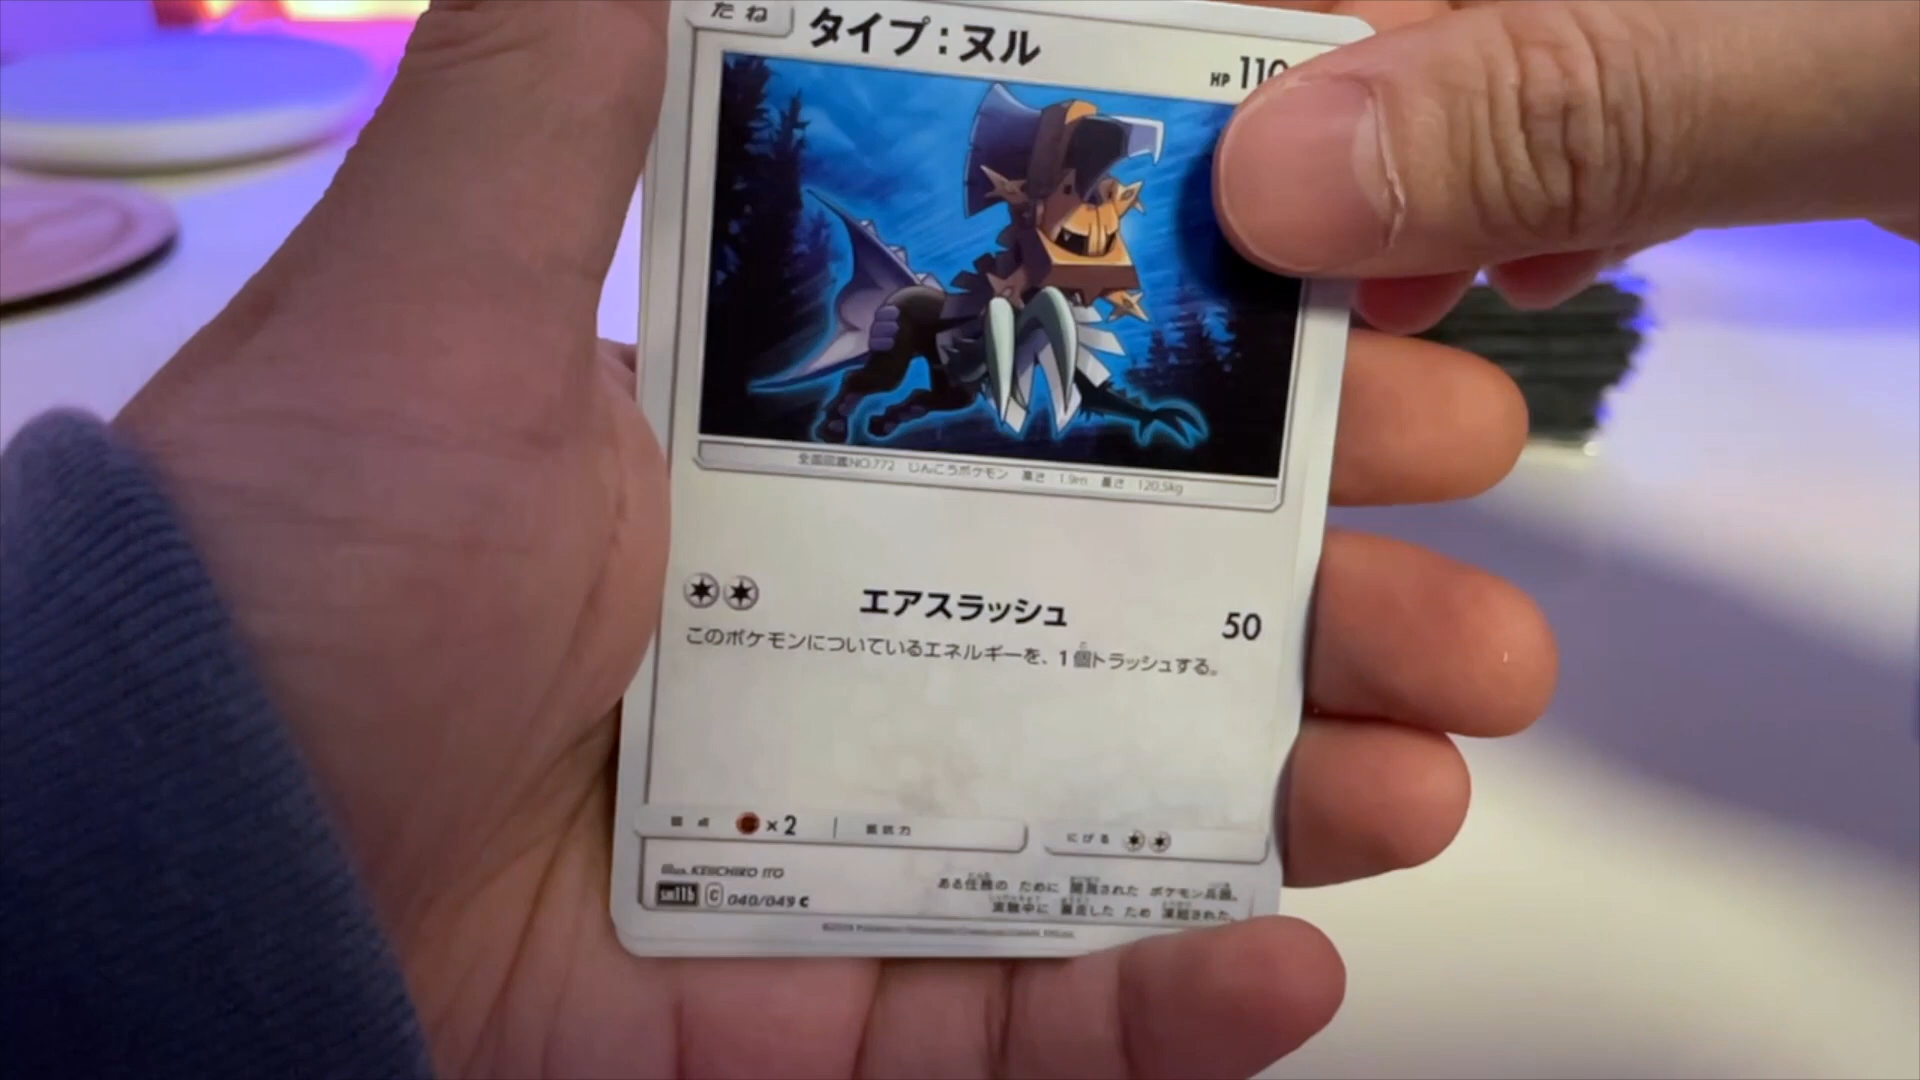 たね
タイプ：ヌル
HP 110
全国図鑑NO.772 じんこうポケモン 高さ：1.9m 重さ：120.5kg
エアスラッシュ 50
このポケモンについているエネルギーを、1個トラッシュする。
弱点 ×2 抵抗力 にげる
illus. KEIICHIRO ITO
sm11b C 040/049 C
ある任務の ために 開発された ポケモン兵器。
実験中に 暴走した ため 凍結された。